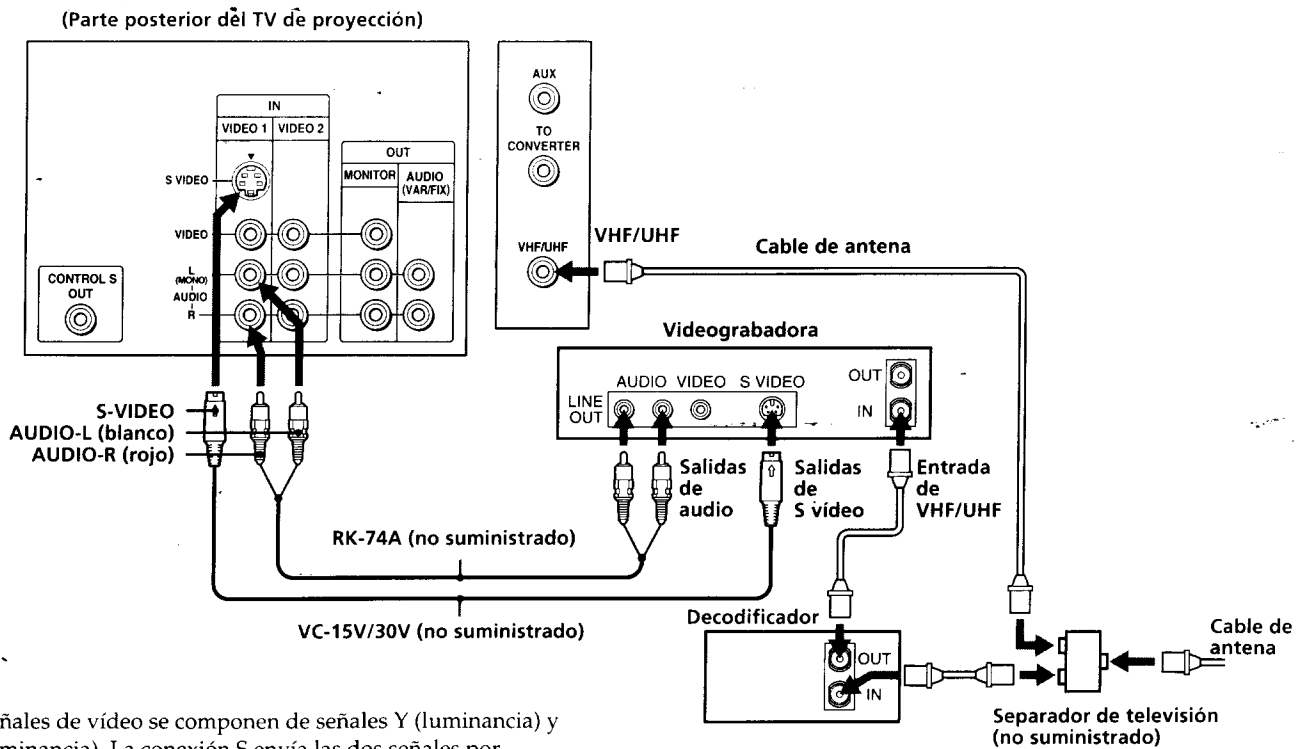 (Parte posterior del TV de proyección)
IN
VIDEO 1
VIDEO 2
S VIDEO
VIDEO
L
(MONO)
AUDIO
R
OUT
MONITOR
AUDIO
(VAR/FIX)
CONTROL S
OUT
AUX
TO
CONVERTER
VHF/UHF
VHF/UHF
Cable de antena
Videograbadora
LINE
OUT
AUDIO
VIDEO
S VIDEO
OUT
IN
S-VIDEO
AUDIO-L (blanco)
AUDIO-R (rojo)
Salidas
de
audio
Salidas
de
S vídeo
Entrada
de
VHF/UHF
RK-74A (no suministrado)
VC-15V/30V (no suministrado)
Decodificador
OUT
IN
Cable de
antena
Separador de televisión
(no suministrado)
ñales de vídeo se componen de señales Y (luminancia) y
minancia). La conexión S envía las dos señales por